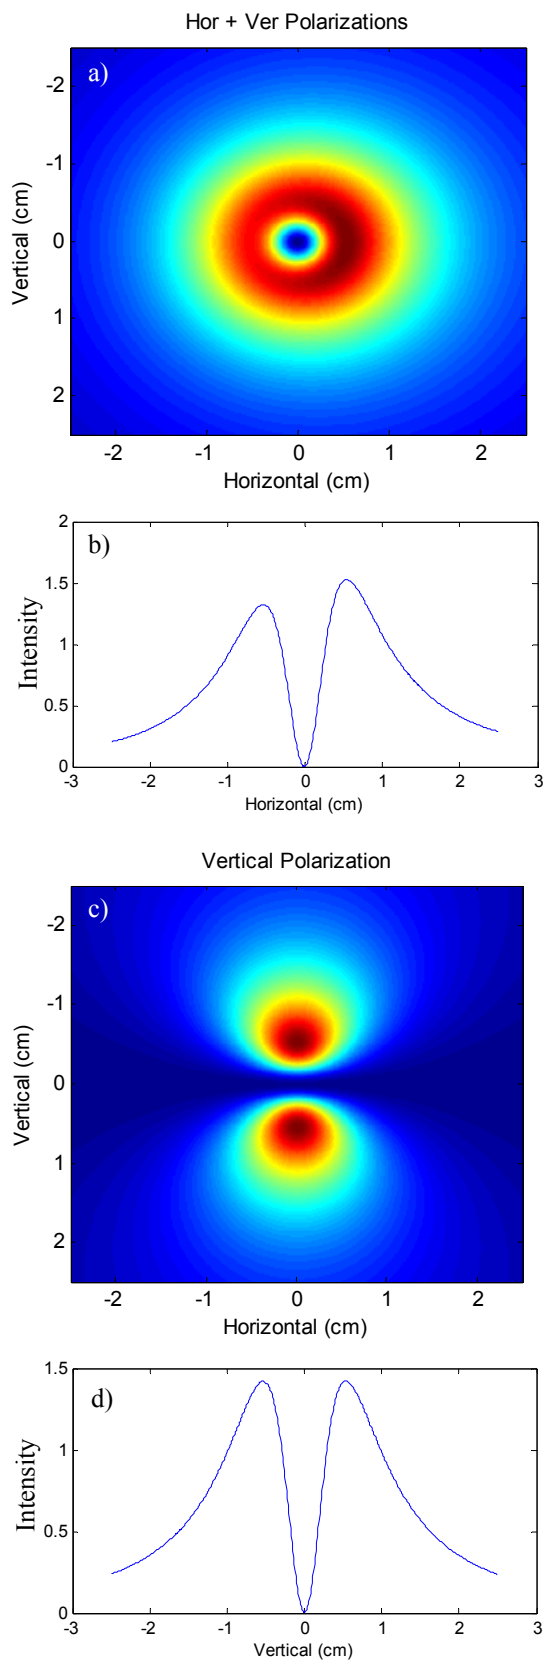 Hor + Ver Polarizations
a)
-2
-1
0
1
2
Vertical (cm)
-2 -1 0 1 2
Horizontal (cm)
b)
2
1.5
1
0.5
0
Intensity
-3 -2 -1 0 1 2 3
Horizontal (cm)
Vertical Polarization
c)
-2
-1
0
1
2
Vertical (cm)
-2 -1 0 1 2
Horizontal (cm)
d)
1.5
1
0.5
0
Intensity
-3 -2 -1 0 1 2 3
Vertical (cm)